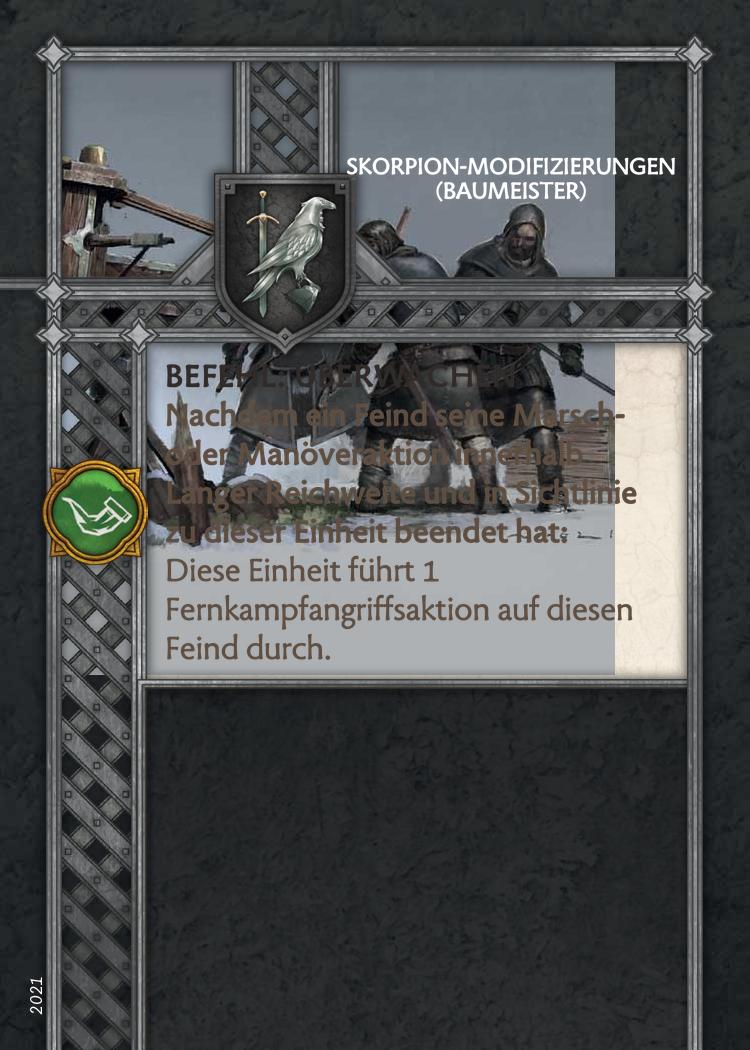 SKORPION-MODIFIZIERUNGEN
(BAUMEISTER)
BEFEHL: ÜBERWACHEN
Nachdem ein Feind seine Marsch-
oder Manöveraktion innerhalb
Langer Reichweite und in Sichtlinie
zu dieser Einheit beendet hat:
Diese Einheit führt 1
Fernkampfangriffsaktion auf diesen
Feind durch.
2021